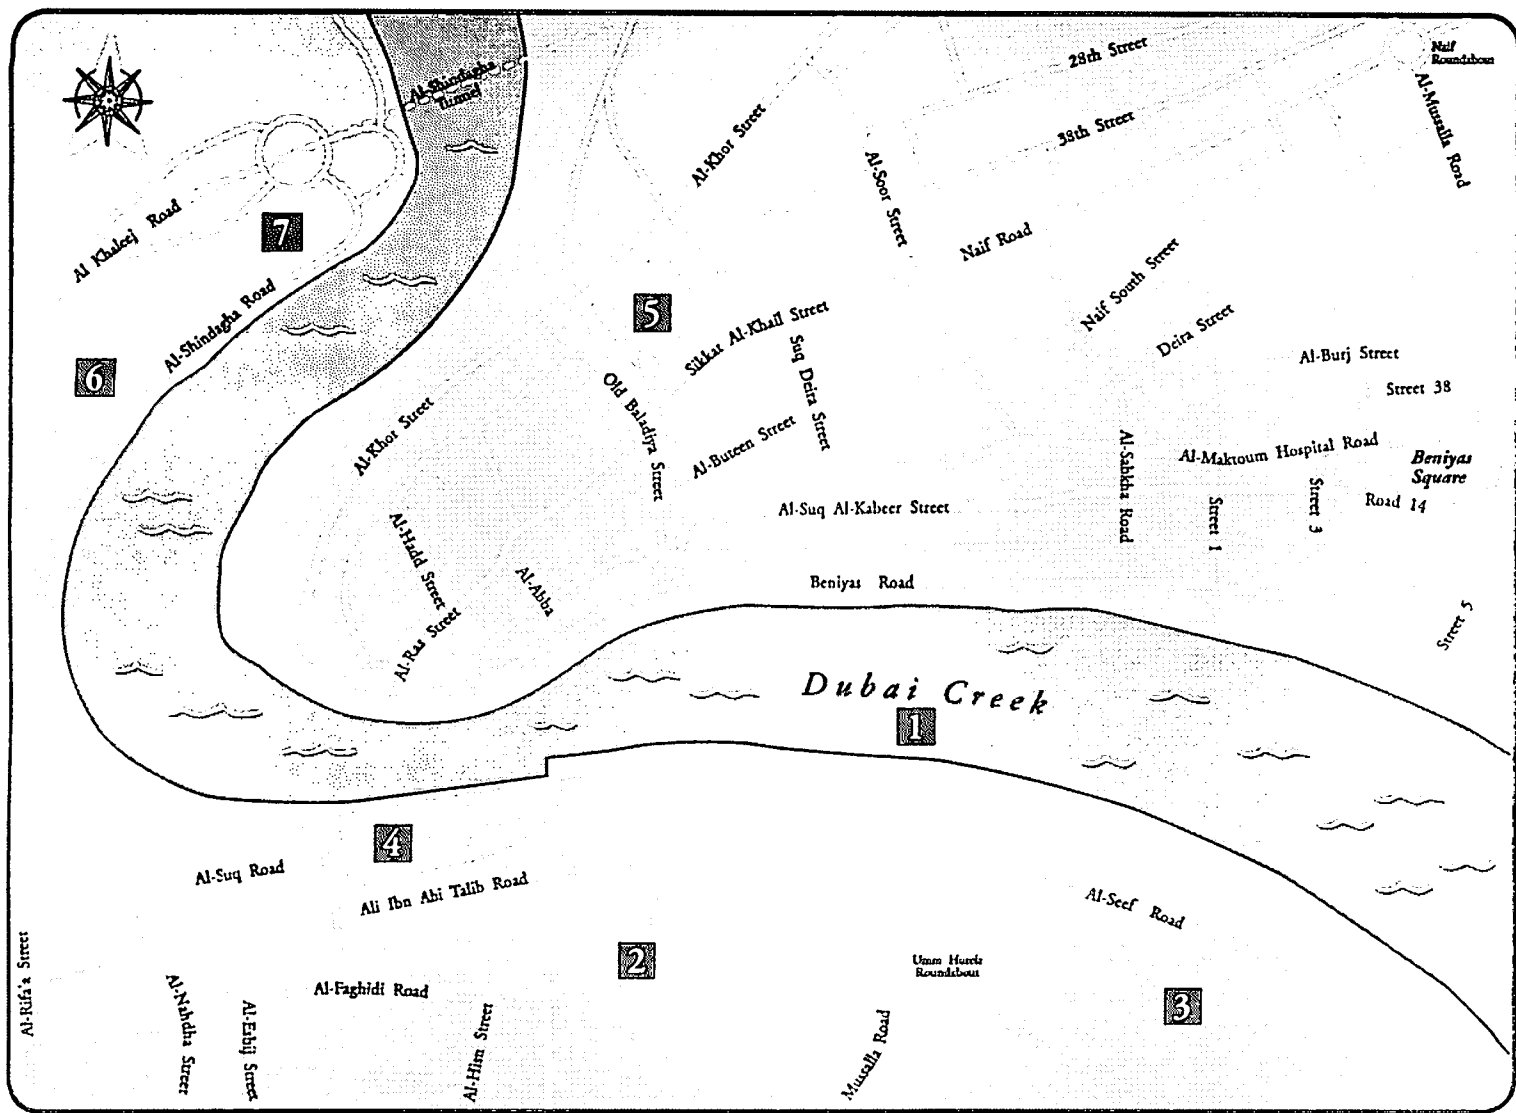 28th Street
Naif
Roundabout
Al-Shindagha
Tunnel
38th Street
Al-Mussalla Road
Al-Khor Street
Al-Soor Street
Al Khaleej Road
7
Naif Road
Naif South Street
Al-Shindagha Road
5
Sikkat Al-Khail Street
Deira Street
Suq Deira Street
Al-Burj Street
6
Street 38
Old Baladiya Street
Al-Khor Street
Al-Buteen Street
Al-Sabkha Road
Al-Maktoum Hospital Road
Beniyas
Square
Street 1
Street 3
Road 14
Al-Suq Al-Kabeer Street
Al-Hadd Street
Al-Abba
Beniyas Road
Al-Ras Street
Street 5
Dubai Creek
1
4
Al-Suq Road
Ali Ibn Abi Talib Road
Al-Seef Road
Al-Rifa'a Street
2
Umm Hureir
Roundabout
Al-Faghidi Road
3
Al-Nahdha Street
Al-Esbij Street
Al-Hisn Street
Mussalla Road